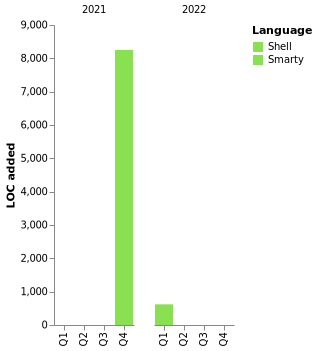 2021
2022
Language
Shell
Smarty
LOC added
9,000
8,000
7,000
6,000
5,000
4,000
3,000
2,000
1,000
0
Q1
Q2
Q3
Q4
Q1
Q2
Q3
Q4